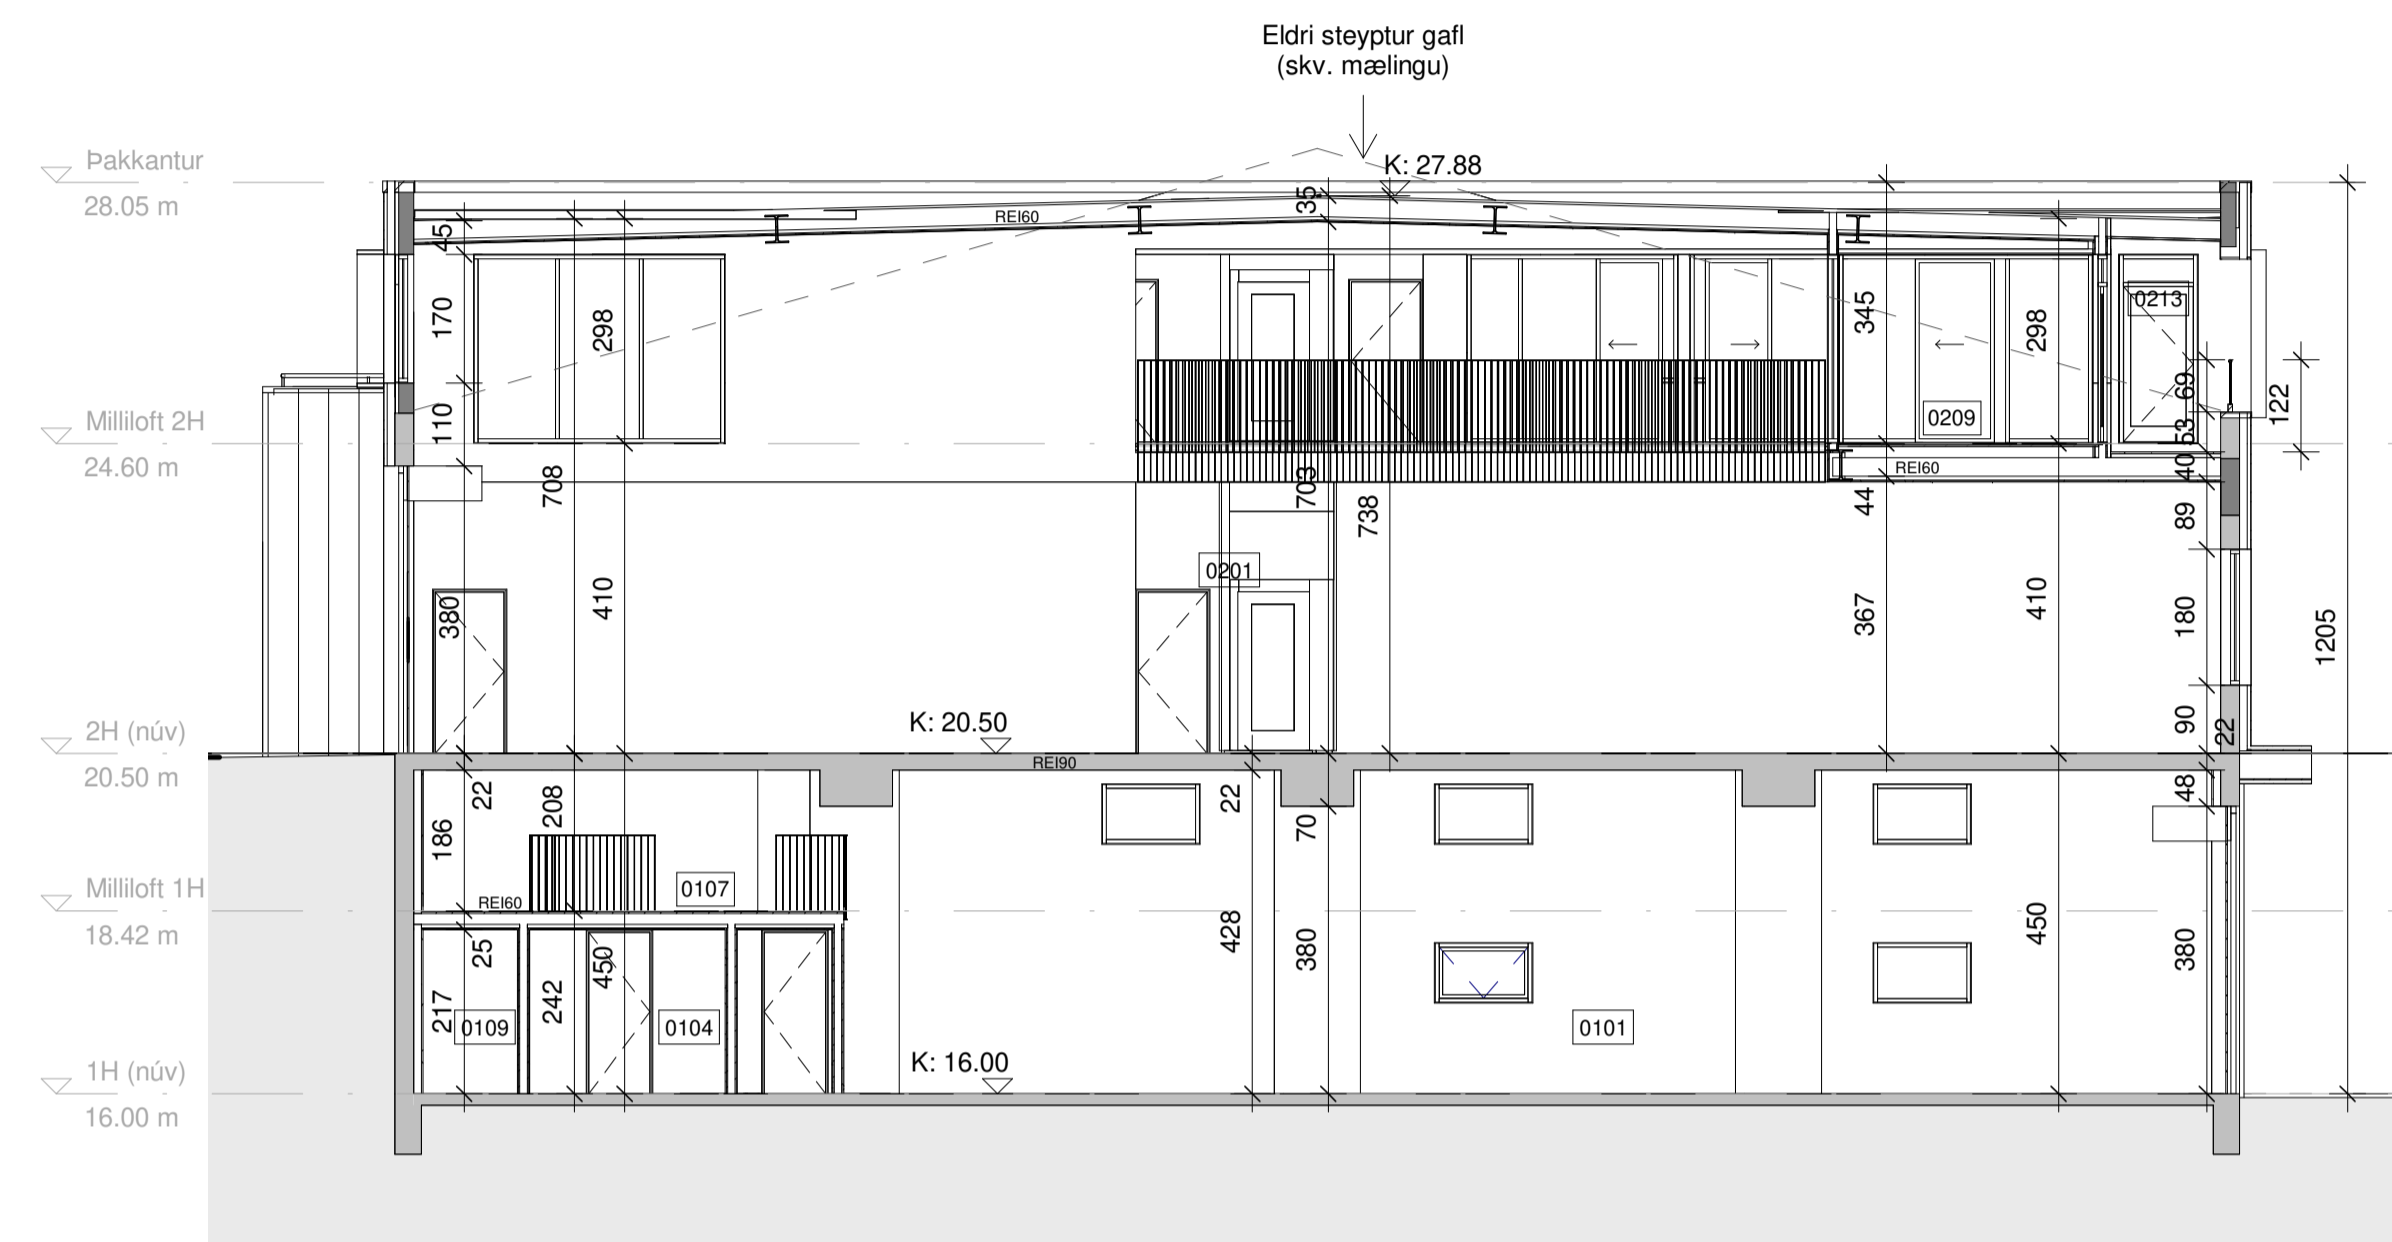 Eldri steyptur gafl
(skv. mælingu)
Þakkantur
28.05 m
K: 27.88
35
REI60
45
170
298
345
298
0213
69
122
Milliloft 2H
24.60 m
110
0209
53
40
REI60
708
703
738
44
89
0201
380
410
367
410
180
1205
2H (núv)
20.50 m
K: 20.50
90
22
REI90
22
208
22
70
48
186
Milliloft 1H
18.42 m
0107
REI60
25
450
428
380
450
380
217
242
0109
0104
0101
K: 16.00
1H (núv)
16.00 m